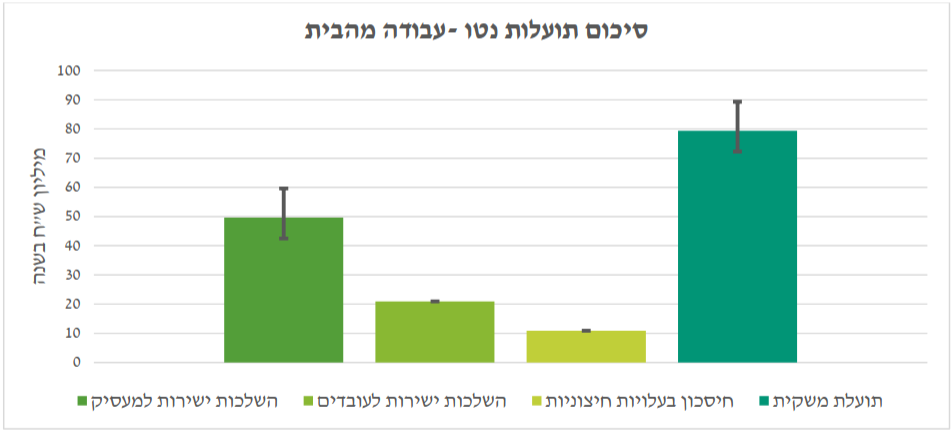 סיכום תועלות נטו -עבודה מהבית
מיליון ש״ח בשנה
100
90
80
70
60
50
40
30
20
10
0
השלכות ישירות למעסיק
השלכות ישירות לעובדים
חיסכון בעלויות חיצוניות
תועלת משקית